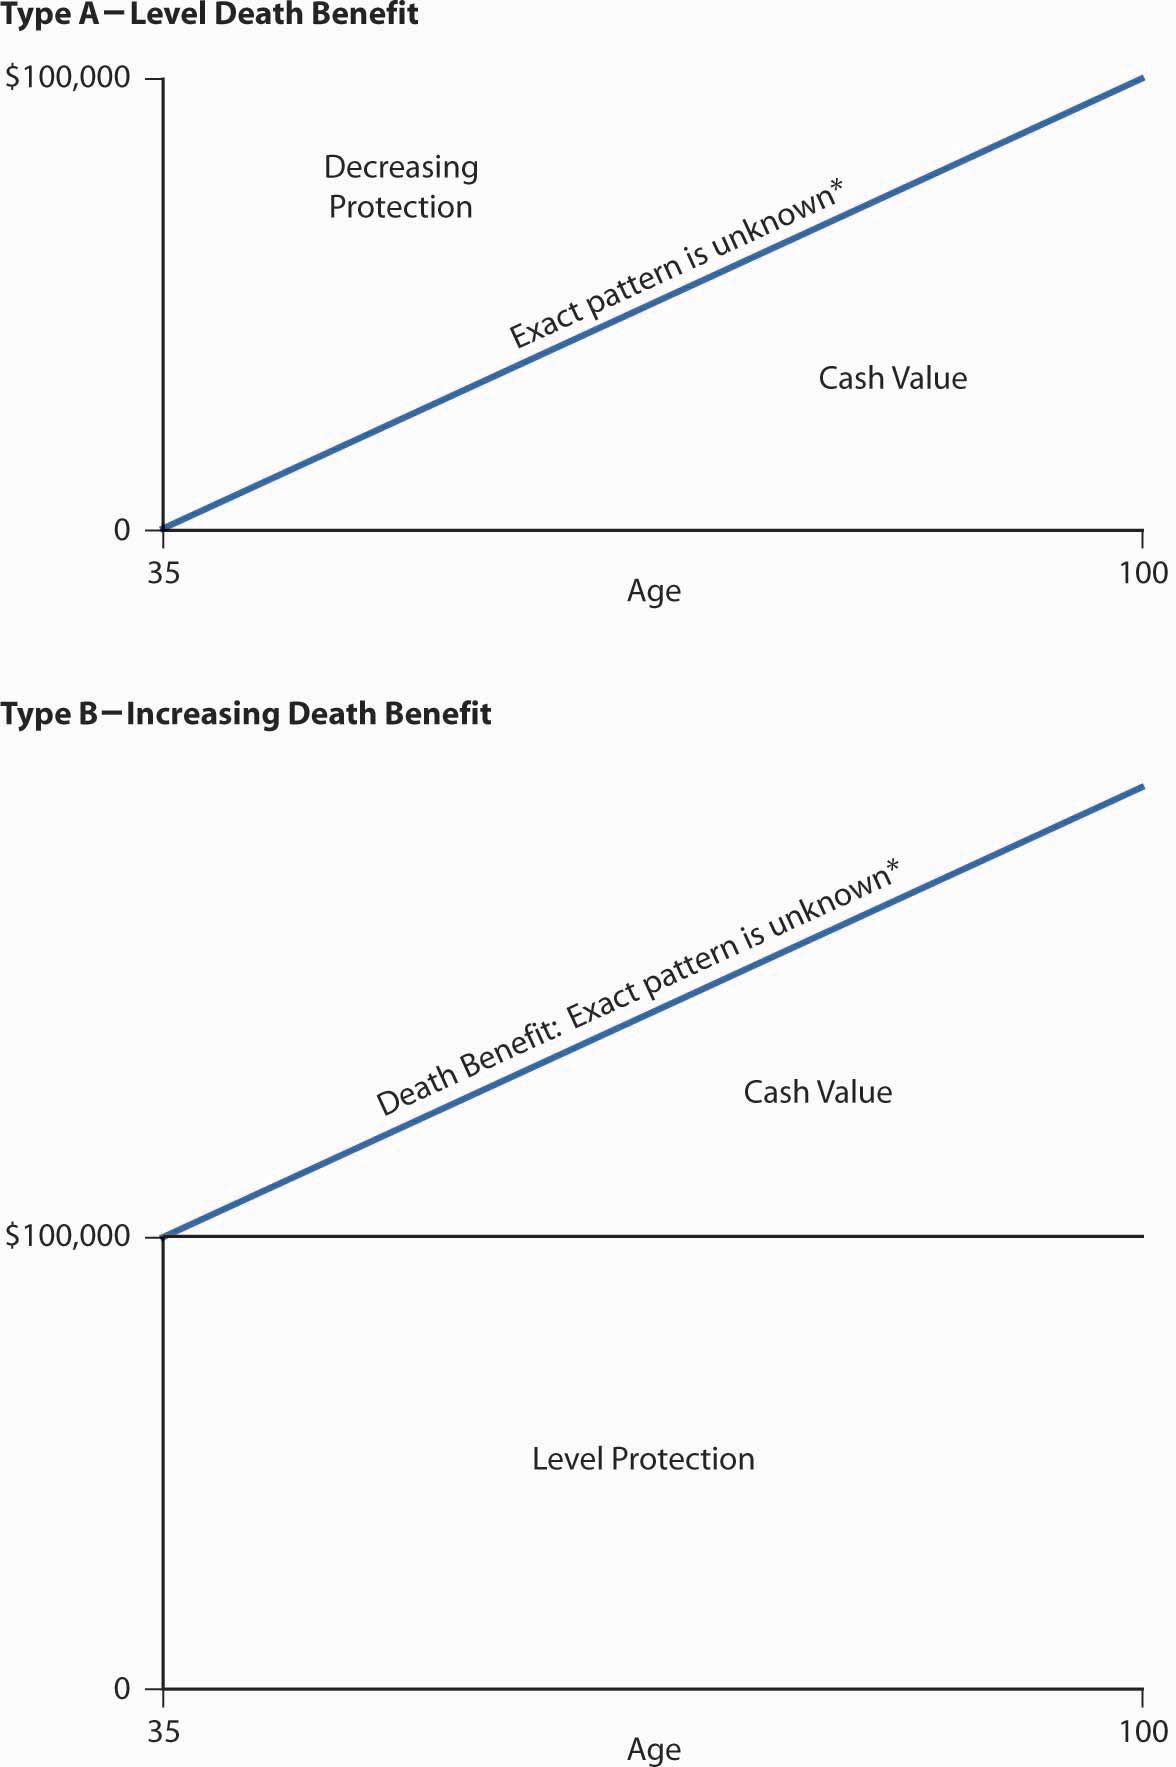 Type A—Level Death Benefit
$100,000
Decreasing
Protection
Exact pattern is unknown*
Cash Value
0
35
100
Age
Type B—Increasing Death Benefit
Death Benefit: Exact pattern is unknown*
Cash Value
$100,000
Level Protection
0
35
100
Age